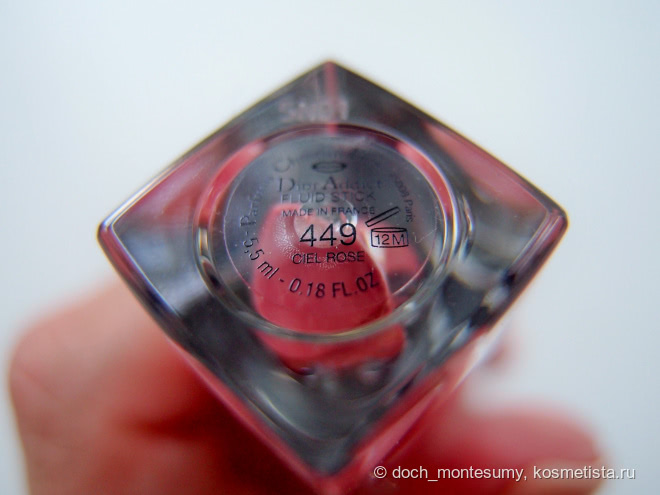 Dior Addict
FLUID STICK
MADE IN FRANCE
449
12M
CIEL ROSE
5,5 ml - 0.18 FL.OZ
© doch_montesumy, kosmetista.ru